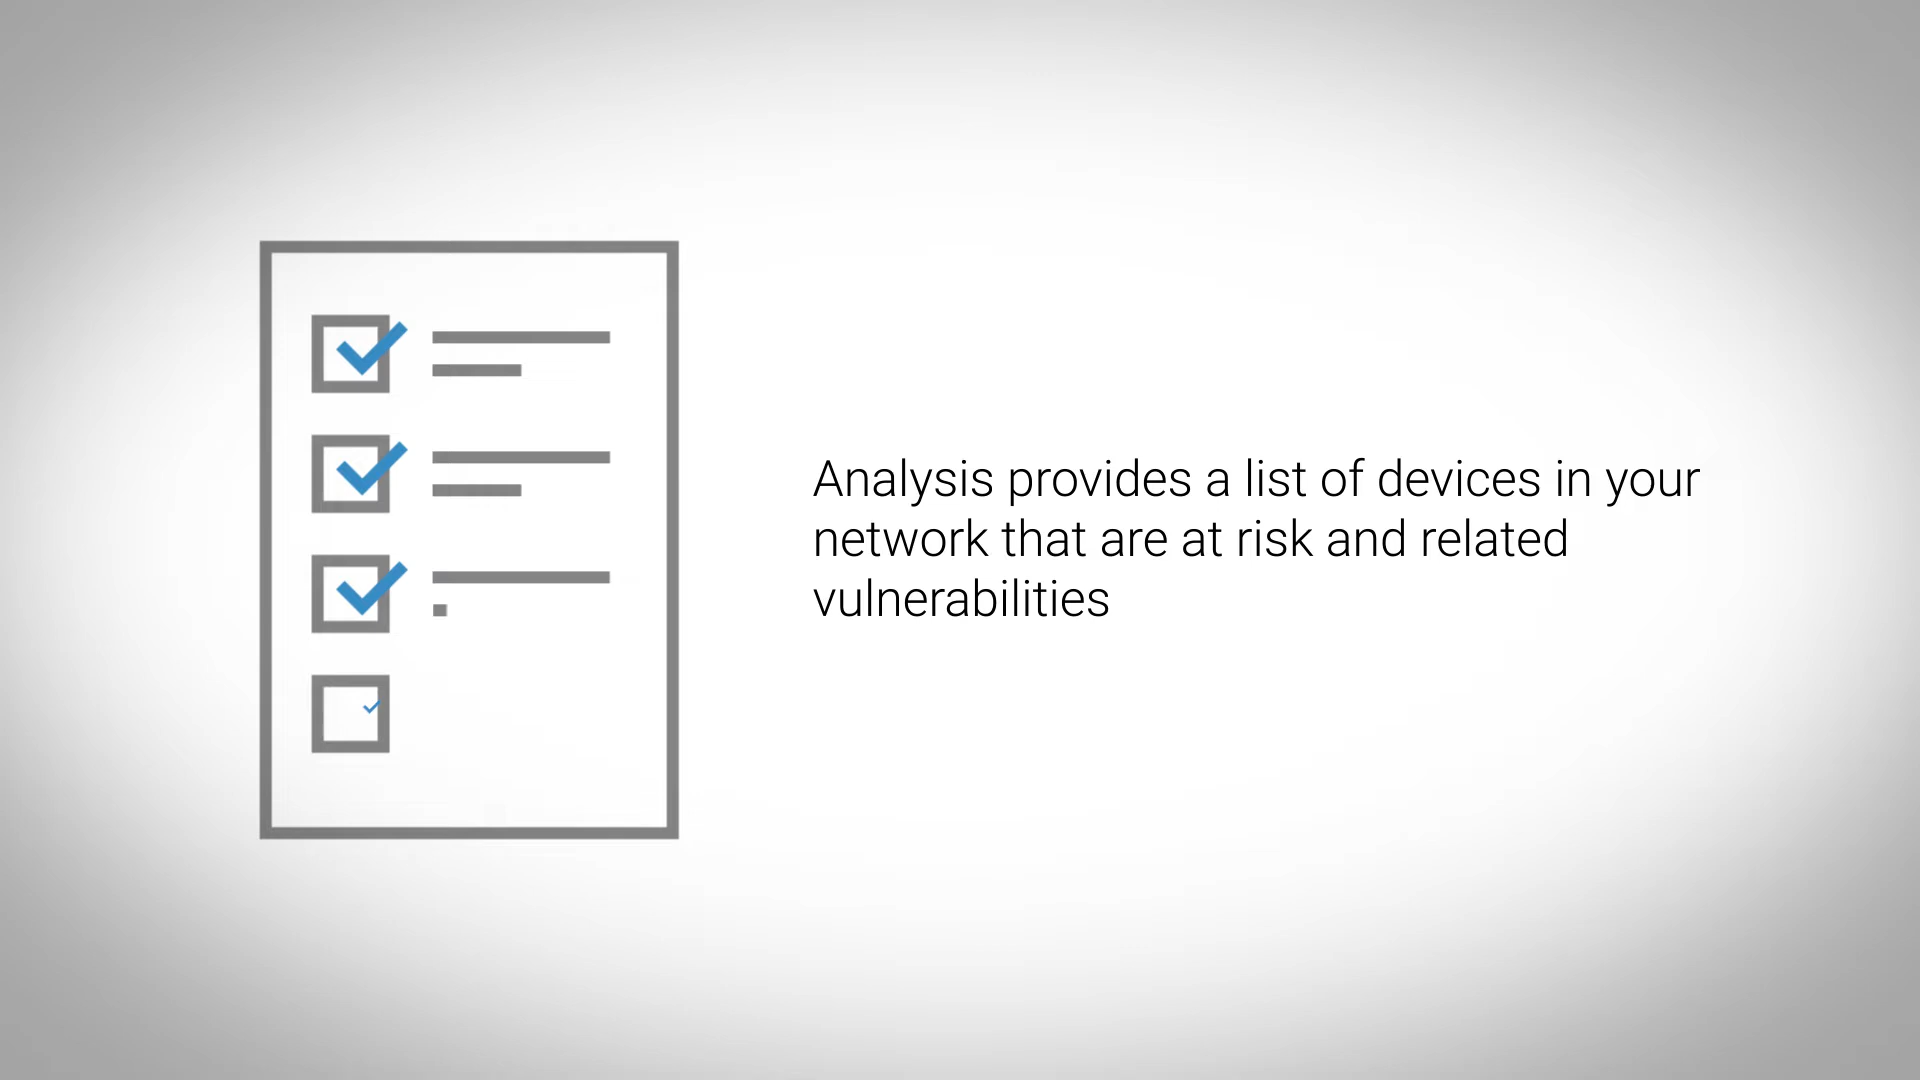 Analysis provides a list of devices in your
network that are at risk and related
vulnerabilities